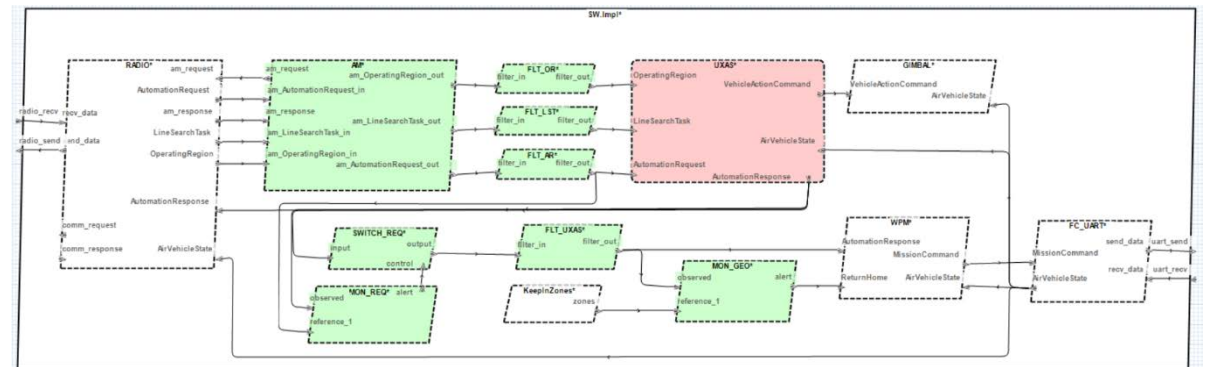 SW.Impl*
RADIO*
am_request
AutomationRequest
am_response
LineSearchTask
OperatingRegion
AutomationResponse
AirVehicleState
radio_recv
recv_data
radio_send
end_data
comm_request
comm_response
AM*
am_request
am_OperatingRegion_out
am_AutomationRequest_in
am_response
am_LineSearchTask_out
am_LineSearchTask_in
am_OperatingRegion_in
am_AutomationRequest_out
FLT_OR*
filter_in
filter_out
FLT_LST*
filter_in
filter_out
FLT_AR*
filter_in
filter_out
UXAS*
OperatingRegion
VehicleActionCommand
LineSearchTask
AirVehicleState
AutomationRequest
AutomationResponse
GIMBAL*
VehicleActionCommand
AirVehicleState
SWITCH_REQ*
input
output
control
MON_REQ*
alert
observed
reference_1
FLT_UXAS*
filter_in
filter_out
KeepInZones*
zones
MON_GEO*
observed
alert
reference_1
WPM*
AutomationResponse
MissionCommand
ReturnHome
AirVehicleState
FC_UART*
send_data
uart_send
MissionCommand
recv_data
uart_recv
AirVehicleState